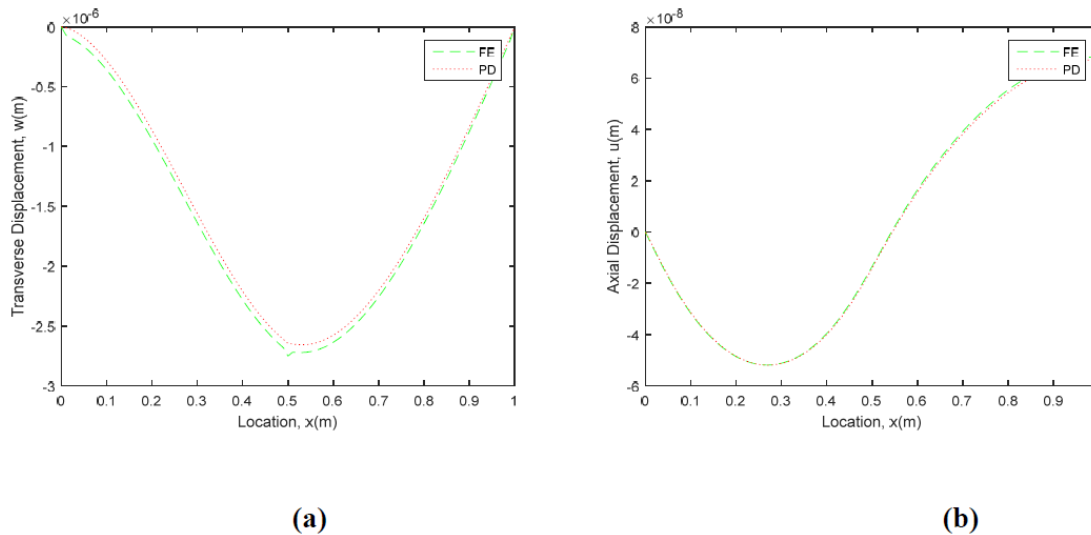 ×10⁻⁶
0
-0.5
-1
-1.5
-2
-2.5
-3
Transverse Displacement, w(m)
0 0.1 0.2 0.3 0.4 0.5 0.6 0.7 0.8 0.9 1
Location, x(m)
FE
PD
(a)
×10⁻⁸
8
6
4
2
0
-2
-4
-6
Axial Displacement, u(m)
0 0.1 0.2 0.3 0.4 0.5 0.6 0.7 0.8 0.9
Location, x(m)
FE
PD
(b)